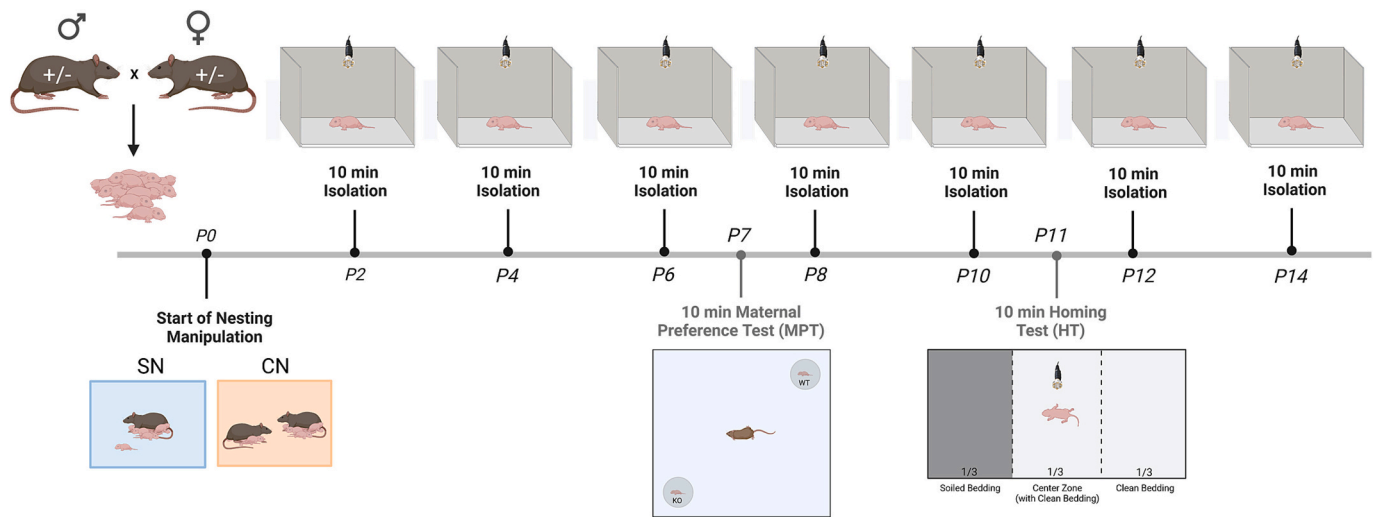 ♂ ♀
+/- x +/-
10 min
Isolation
10 min
Isolation
10 min
Isolation
10 min
Isolation
10 min
Isolation
10 min
Isolation
10 min
Isolation
P0
P2
P4
P6
P7
P8
P10
P11
P12
P14
Start of Nesting
Manipulation
SN CN
10 min Maternal
Preference Test (MPT)
WT
KO
10 min Homing
Test (HT)
1/3 1/3 1/3
Soiled Bedding
Center Zone
(with Clean Bedding)
Clean Bedding